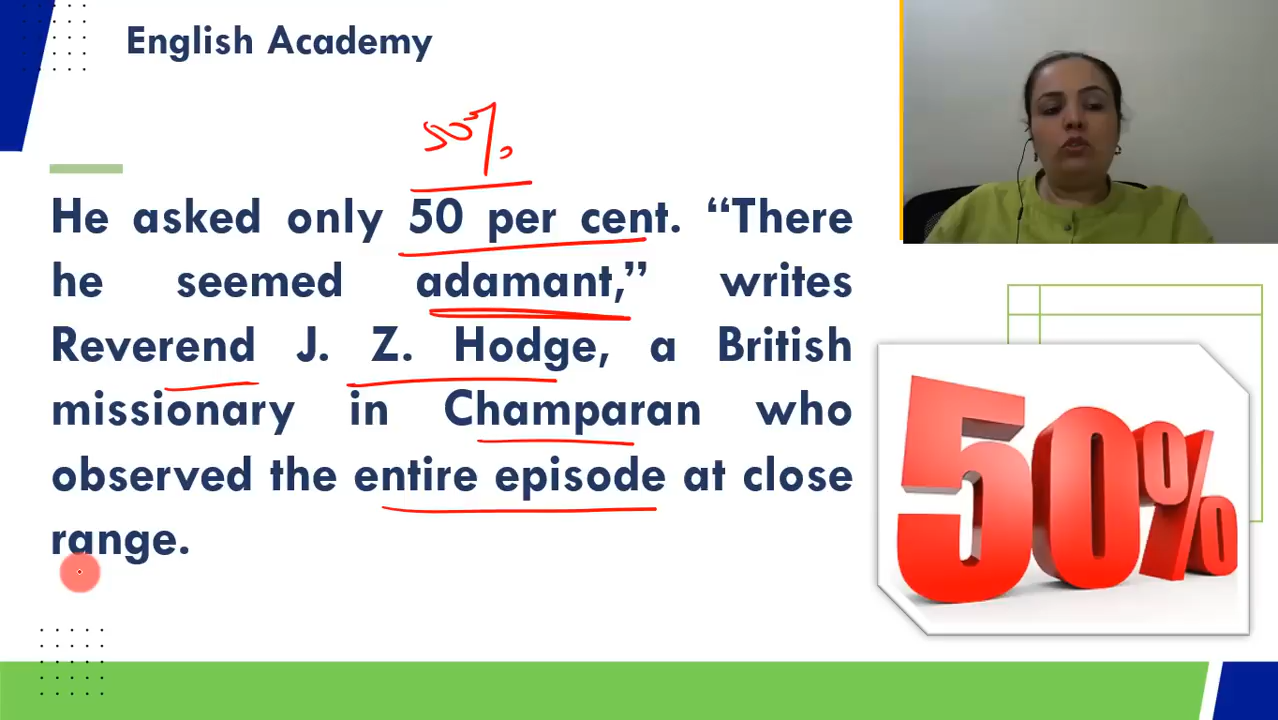 English Academy
50%
He asked only 50 per cent. “There
he seemed adamant,” writes
Reverend J. Z. Hodge, a British
missionary in Champaran who
observed the entire episode at close
range.
50%